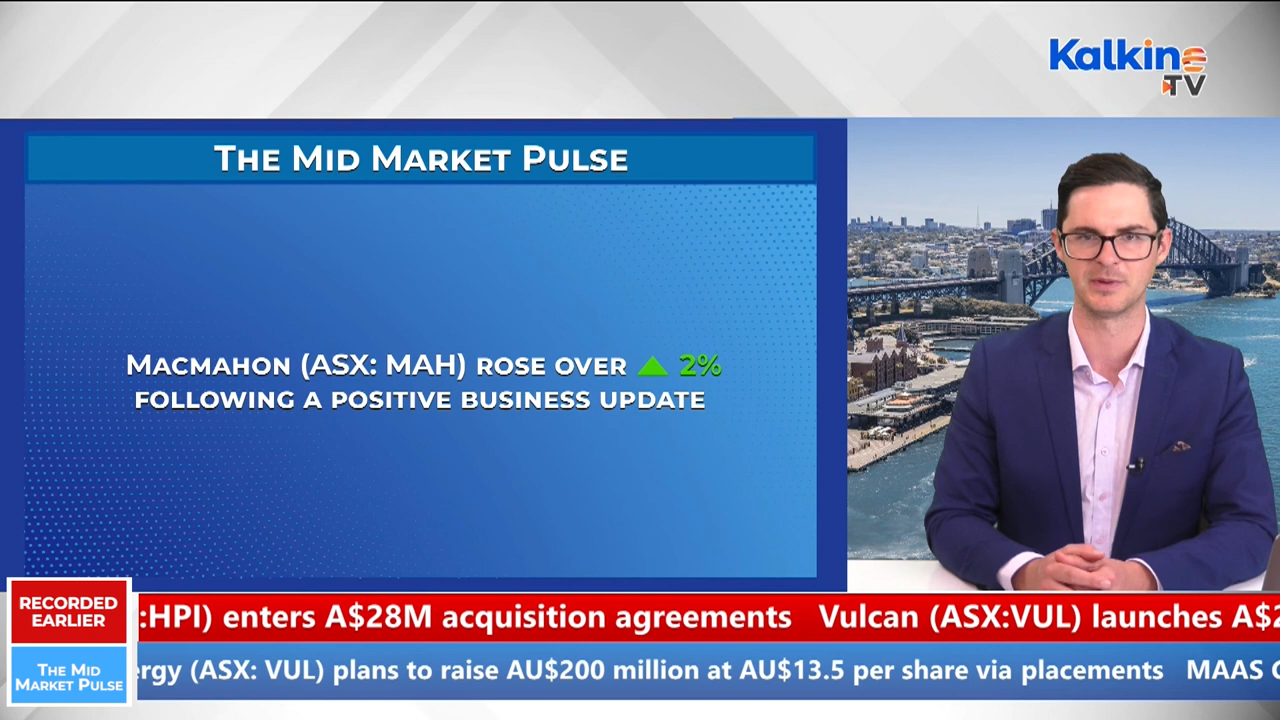 Kalkine
TV
The Mid Market Pulse
Macmahon (ASX: MAH) rose over ▲ 2%
following a positive business update
RECORDED
EARLIER
:HPI) enters A$28M acquisition agreements Vulcan (ASX:VUL) launches
The Mid
Market Pulse
(ASX: VUL) plans to raise AU$200 million at AU$13.5 per share via placements MAAS